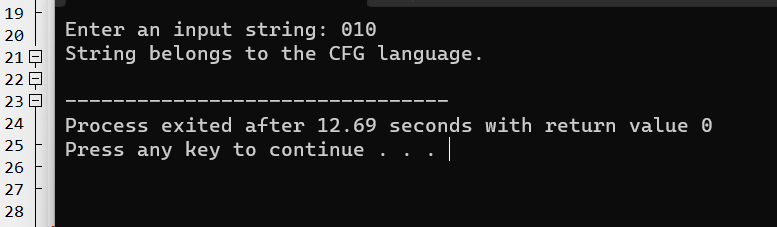 19
20 Enter an input string: 010
21 String belongs to the CFG language.
22
23 --------------------------------
24 Process exited after 12.69 seconds with return value 0
25 Press any key to continue . . .
26
27
28